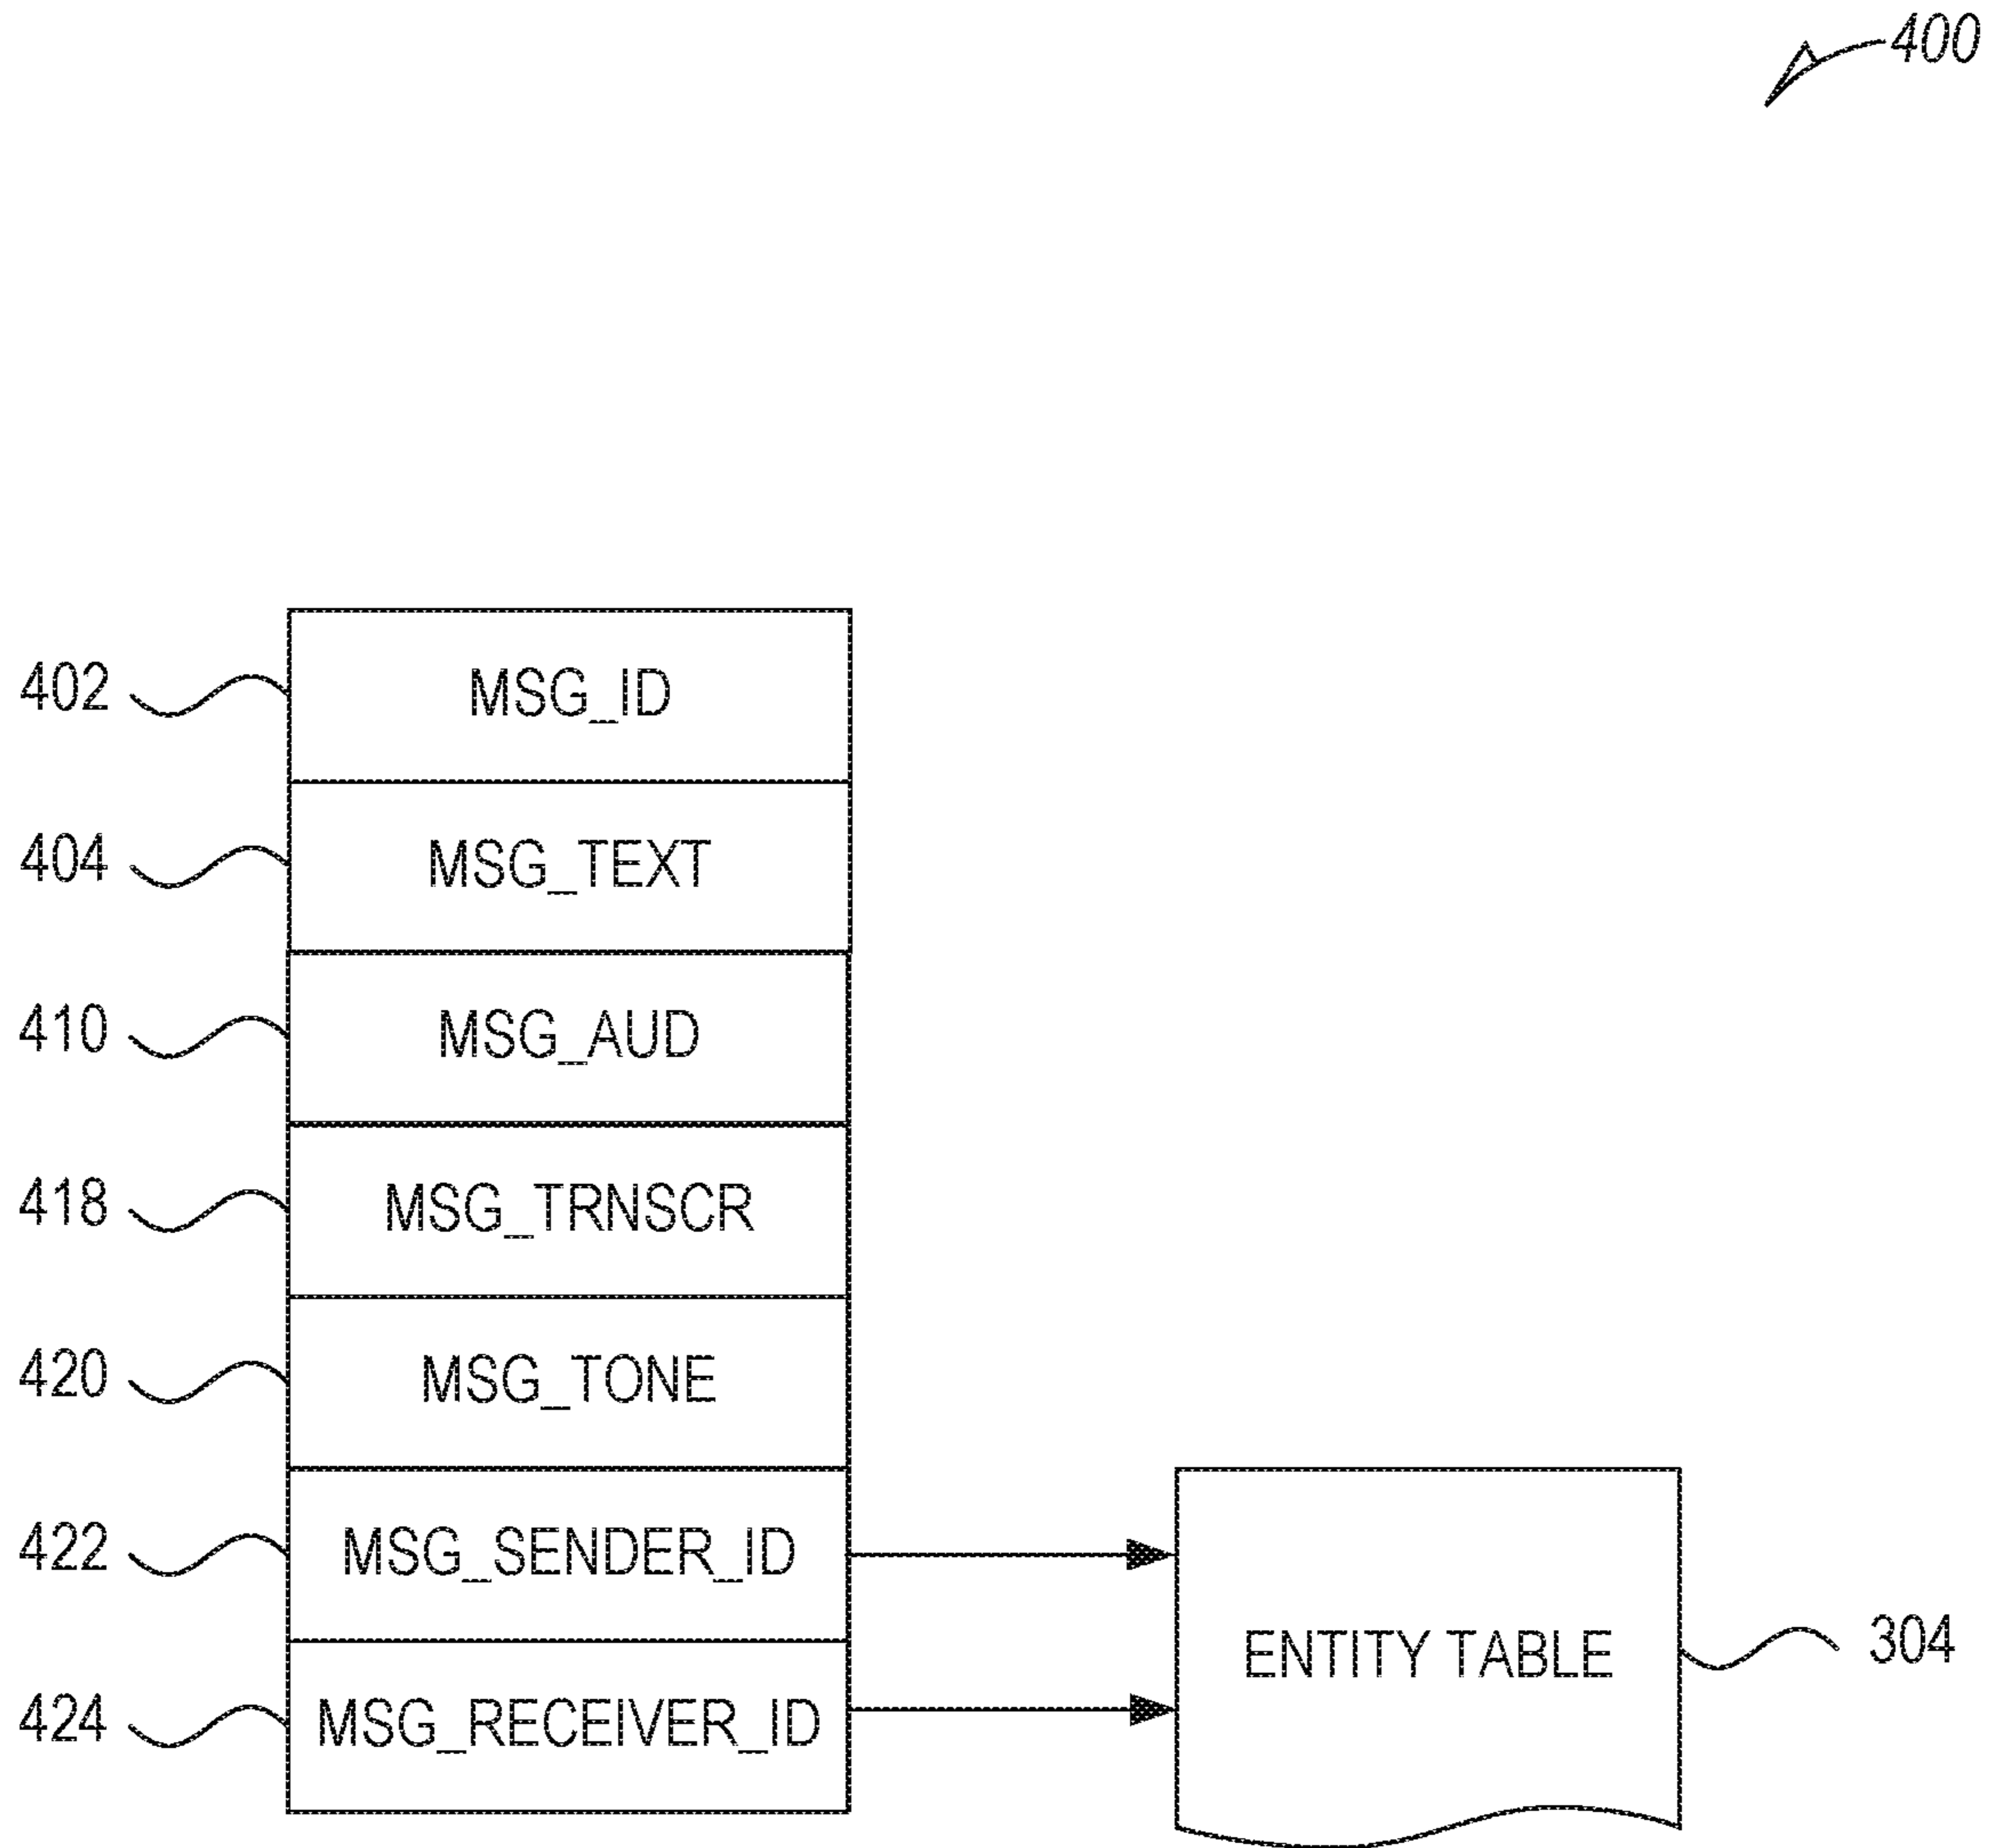 400
402 MSG_ID
404 MSG_TEXT
410 MSG_AUD
418 MSG_TRNSCR
420 MSG_TONE
422 MSG_SENDER_ID
ENTITY TABLE 304
424 MSG_RECEIVER_ID